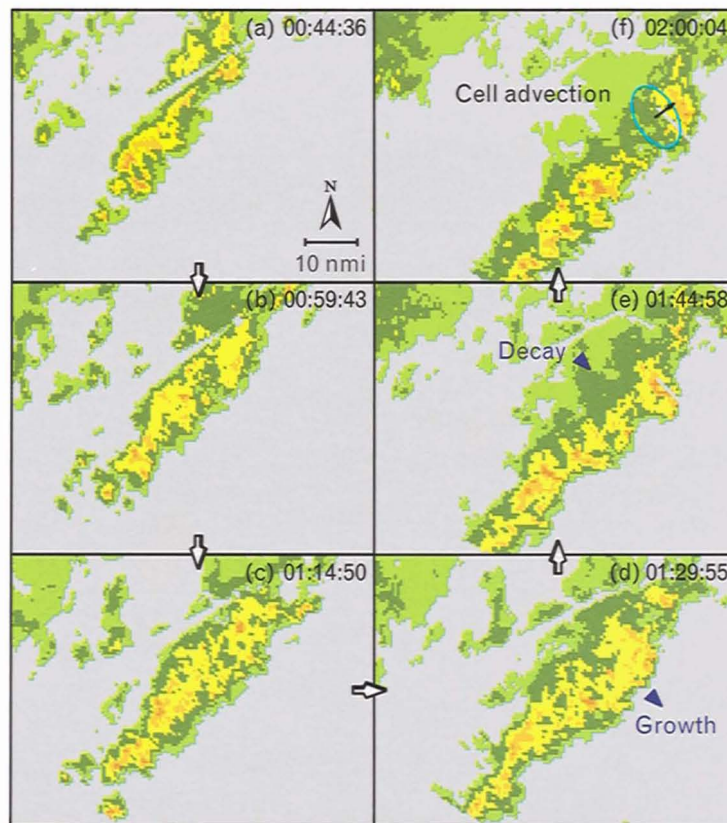 (a) 00:44:36
N
10 nmi
(f) 02:00:04
Cell advection
(b) 00:59:43
(e) 01:44:58
Decay
(c) 01:14:50
(d) 01:29:55
Growth